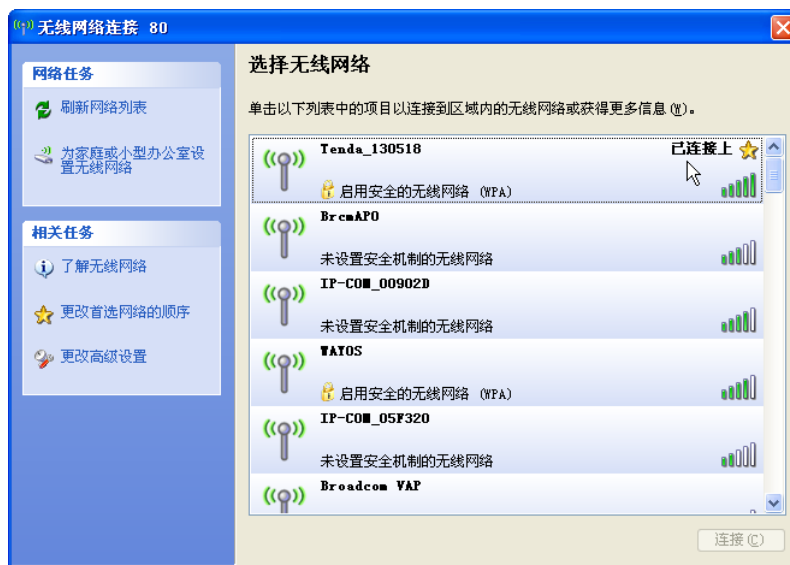 无线网络连接 80
网络任务
刷新网络列表
为家庭或小型办公室设
置无线网络
相关任务
了解无线网络
更改首选网络的顺序
更改高级设置
选择无线网络
单击以下列表中的项目以连接到区域内的无线网络或获得更多信息(W)。
Tenda_130518 已连接上
启用安全的无线网络 (WPA)
BrcmAP0
未设置安全机制的无线网络
IP-COM_00902D
未设置安全机制的无线网络
WAYOS
启用安全的无线网络 (WPA)
IP-COM_05F320
未设置安全机制的无线网络
Broadcom VAP
连接(C)